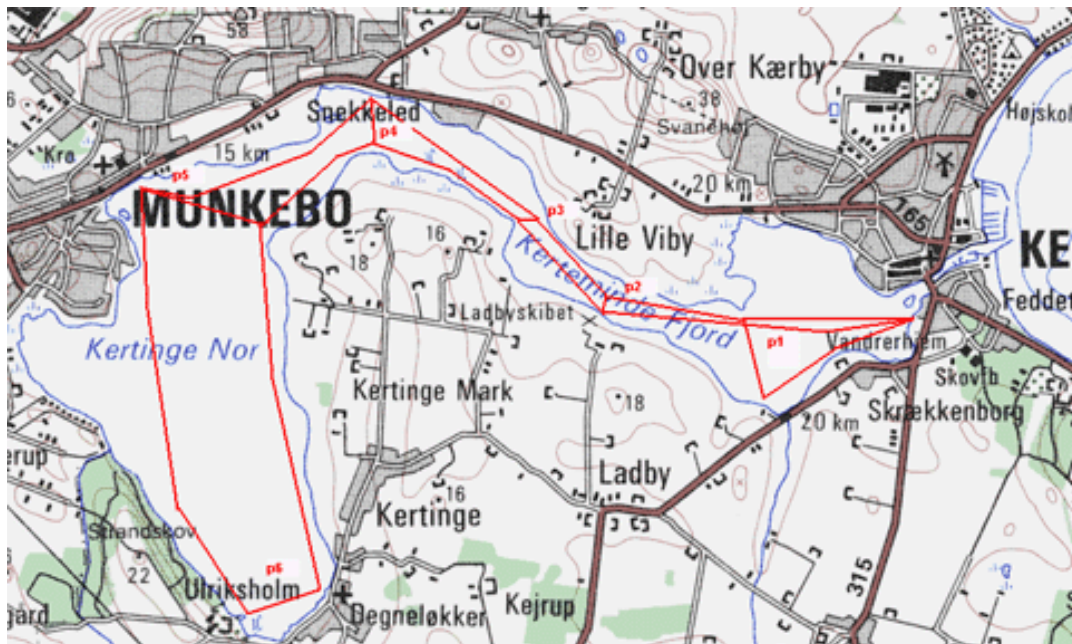 58
Over Kærby
Snekkeled
38
Svanehøj
Højskol
p4
Krø
15 km
p5
20 km
165
MUNKEBO
p3
Lille Viby
16
18
KE
Kerteminde Fjord
p2
Feddet
Ladbyskibet
Vandrerhjem
p1
Kertinge Nor
Skovfb
Kertinge Mark
18
Skrækkenborg
20 km
erup
Ladby
16
Kertinge
Strandskov
22
p6
Ulriksholm
315
gård
Degneløkker
Kejrup